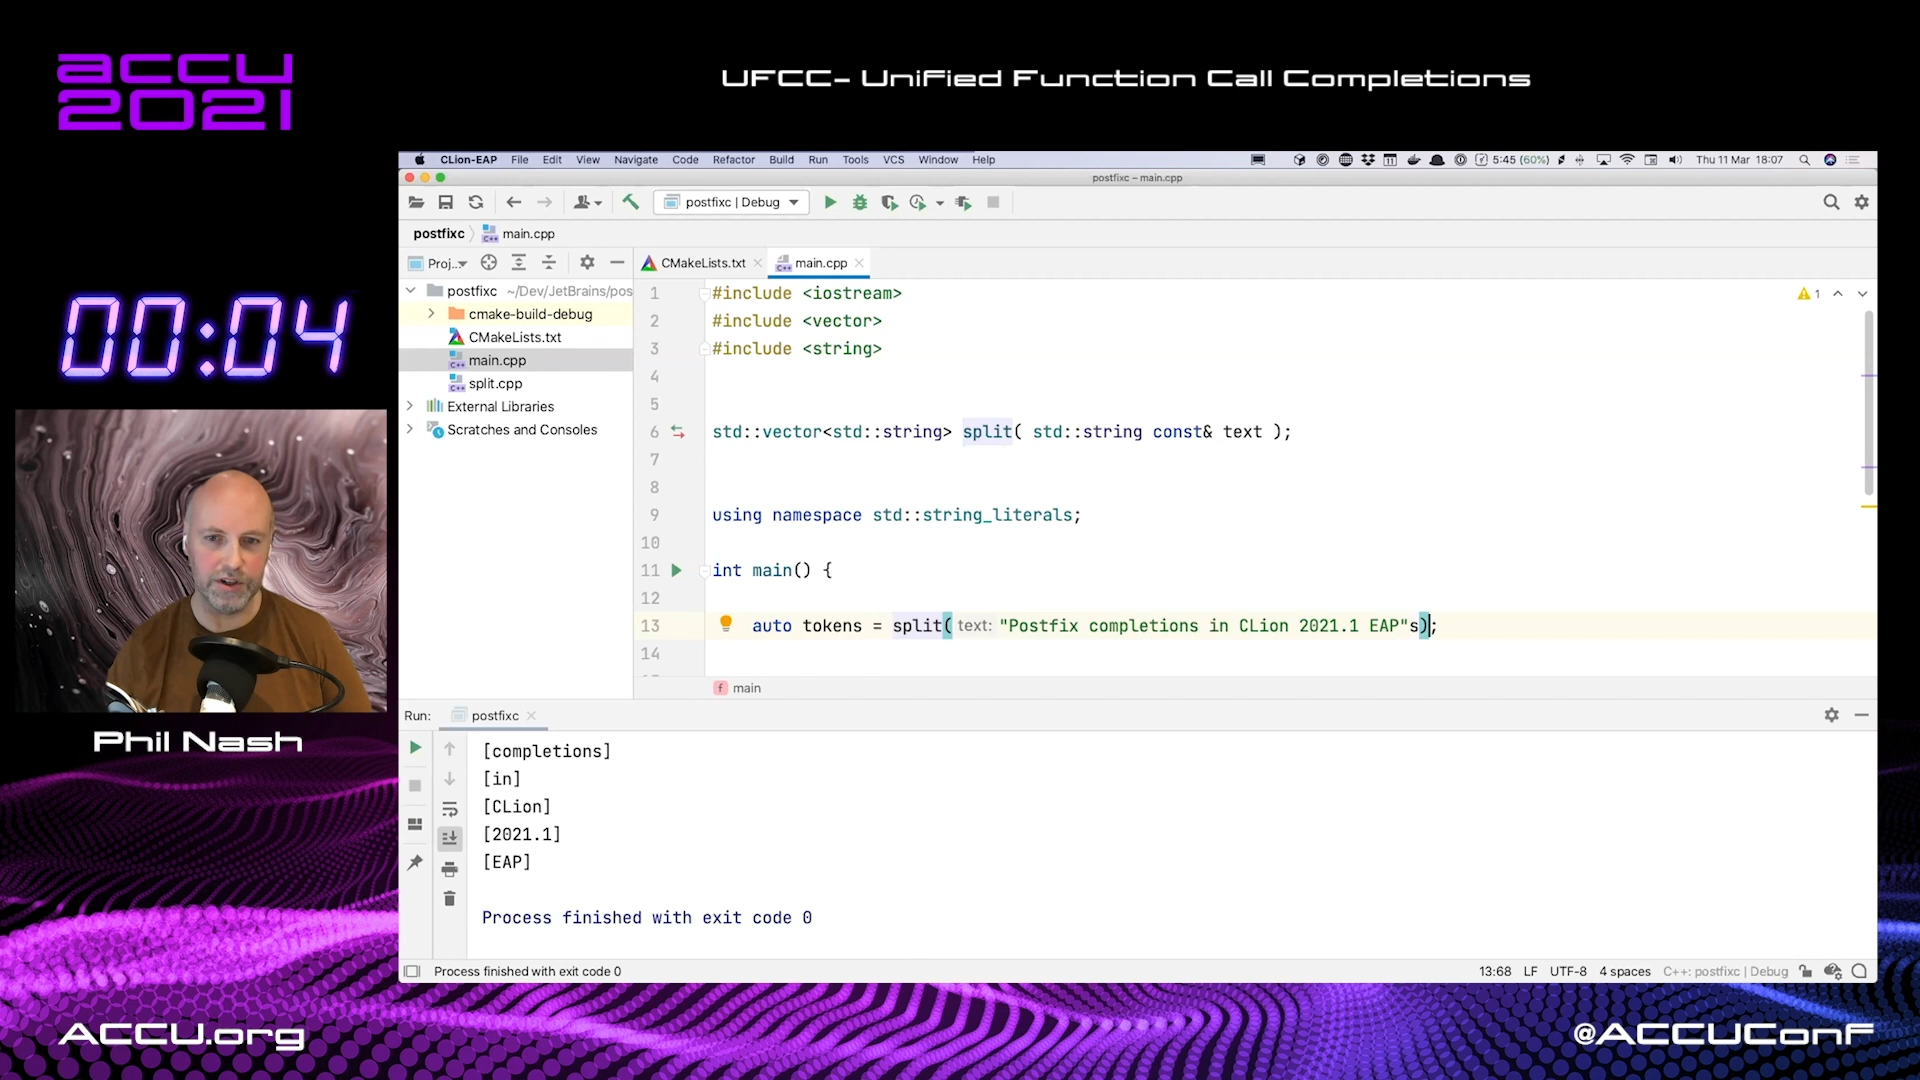 accu
2021
UFCC- Unified Function Call Completions
CLion-EAP File Edit View Navigate Code Refactor Build Run Tools VCS Window Help
11 5:45 (60%) Thu 11 Mar 18:07
postfixc – main.cpp
postfixc | Debug
postfixc main.cpp
Proj.. CMakeLists.txt main.cpp
postfixc ~/Dev/JetBrains/pos
cmake-build-debug
CMakeLists.txt
main.cpp
split.cpp
External Libraries
Scratches and Consoles
1 #include <iostream>
2 #include <vector>
3 #include <string>
4
5
6 std::vector<std::string> split( std::string const& text );
7
8
9 using namespace std::string_literals;
10
11 int main() {
12
13 auto tokens = split( text: "Postfix completions in CLion 2021.1 EAP"s);
14
1
f main
00:04
Phil Nash
Run: postfixc
[completions]
[in]
[CLion]
[2021.1]
[EAP]
Process finished with exit code 0
Process finished with exit code 0 13:68 LF UTF-8 4 spaces C++: postfixc | Debug
ACCU.org
@ACCUConf